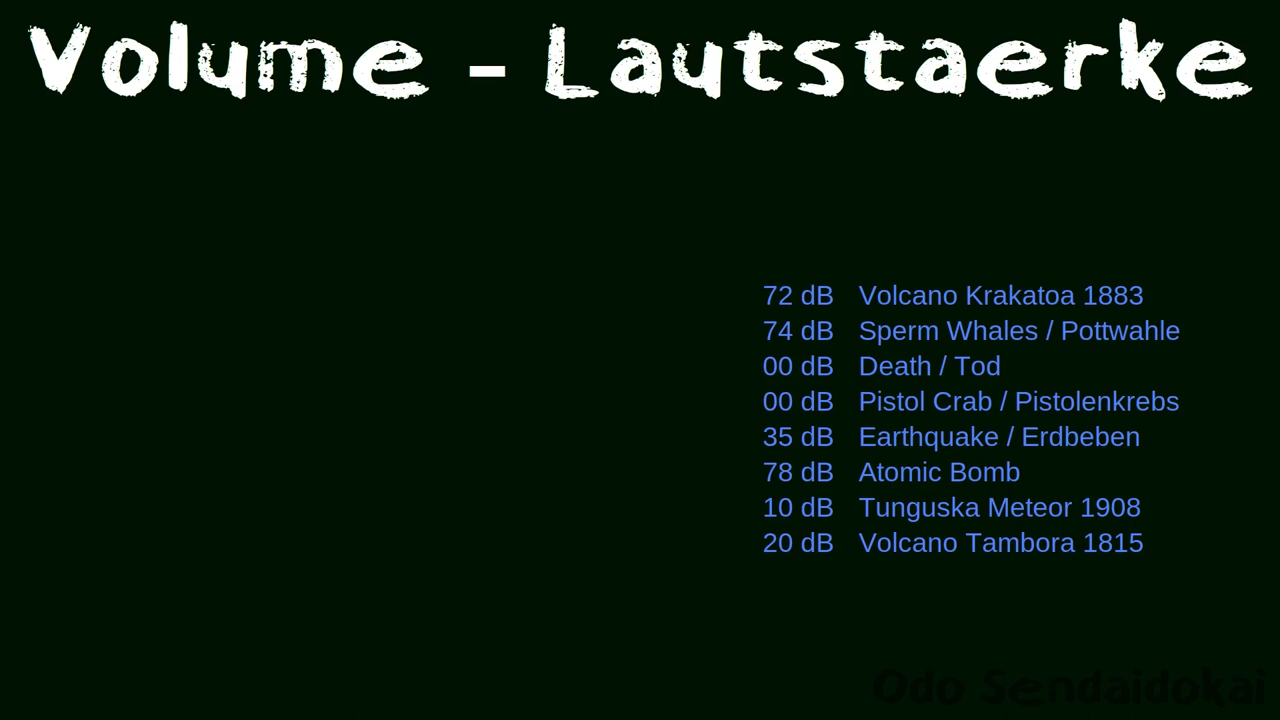 Volume - Lautstaerke
72 dB Volcano Krakatoa 1883
74 dB Sperm Whales / Pottwahle
00 dB Death / Tod
00 dB Pistol Crab / Pistolenkrebs
35 dB Earthquake / Erdbeben
78 dB Atomic Bomb
10 dB Tunguska Meteor 1908
20 dB Volcano Tambora 1815
Odo Sendaidokai